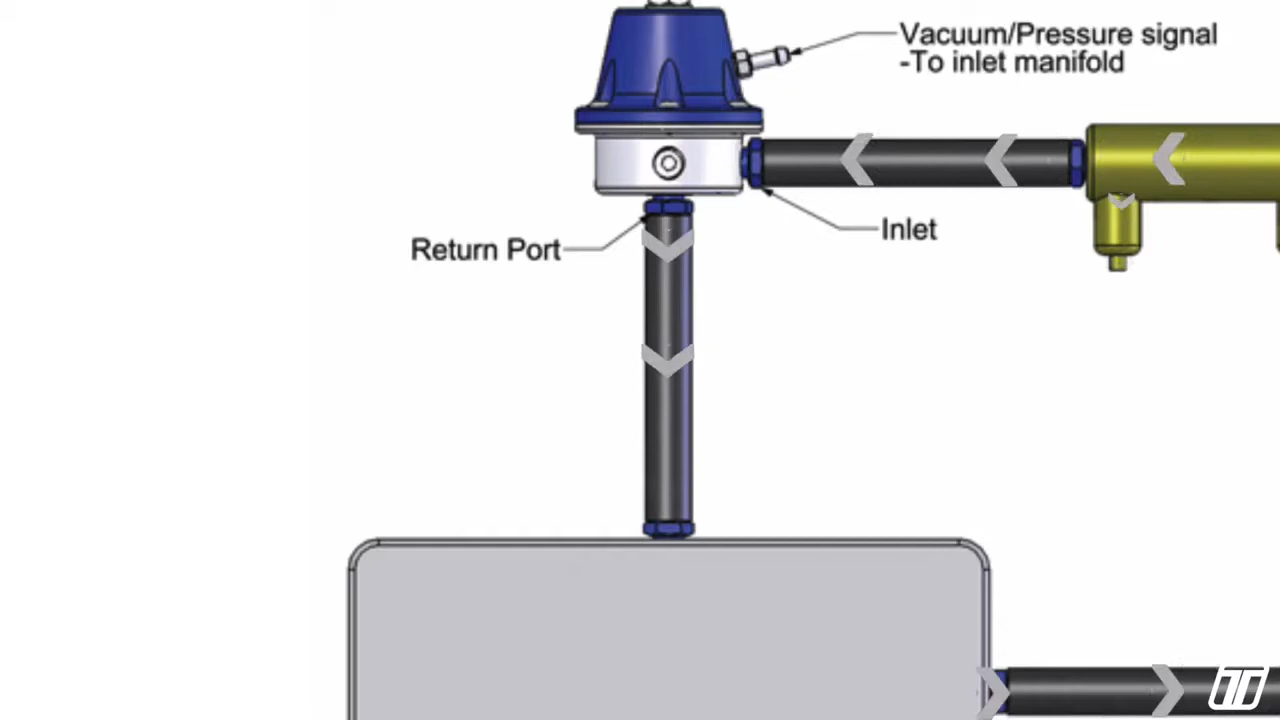 Vacuum/Pressure signal
-To inlet manifold
Inlet
Return Port